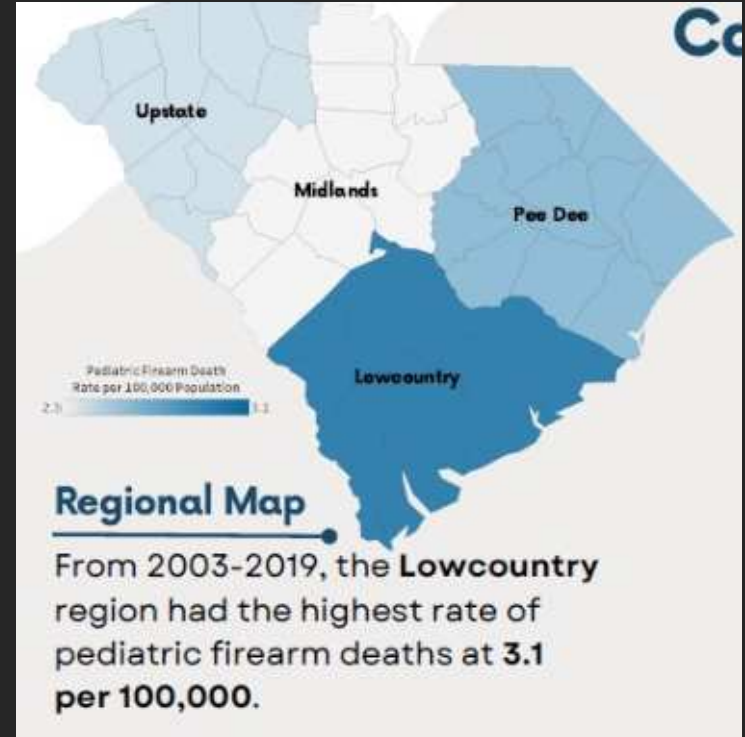 Co
Upstate
Midlands
Pee Dee
Lowcountry
Pediatric Firearm Death
Rate per 100,000 Population
3.1
Regional Map
From 2003-2019, the Lowcountry
region had the highest rate of
pediatric firearm deaths at 3.1
per 100,000.